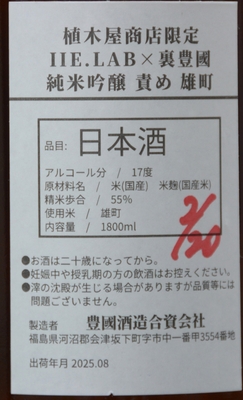 植木屋商店限定
IIE.LAB×裏豊國
純米吟醸 責め 雄町
品目: 日本酒
アルコール分 / 17度
原材料名 / 米(国産) 米麹(国産米)
精米歩合 / 55%
使用米 / 雄町
内容量 / 1800ml
●お酒は二十歳になってから。
●妊娠中や授乳期の方の飲酒はお控えください。
●滓の沈殿が生じる場合がありますが品質等には
問題ございません。
製造者 豊國酒造合資会社
福島県河沼郡会津坂下町字市中一番甲3554番地
出荷年月 2025.08